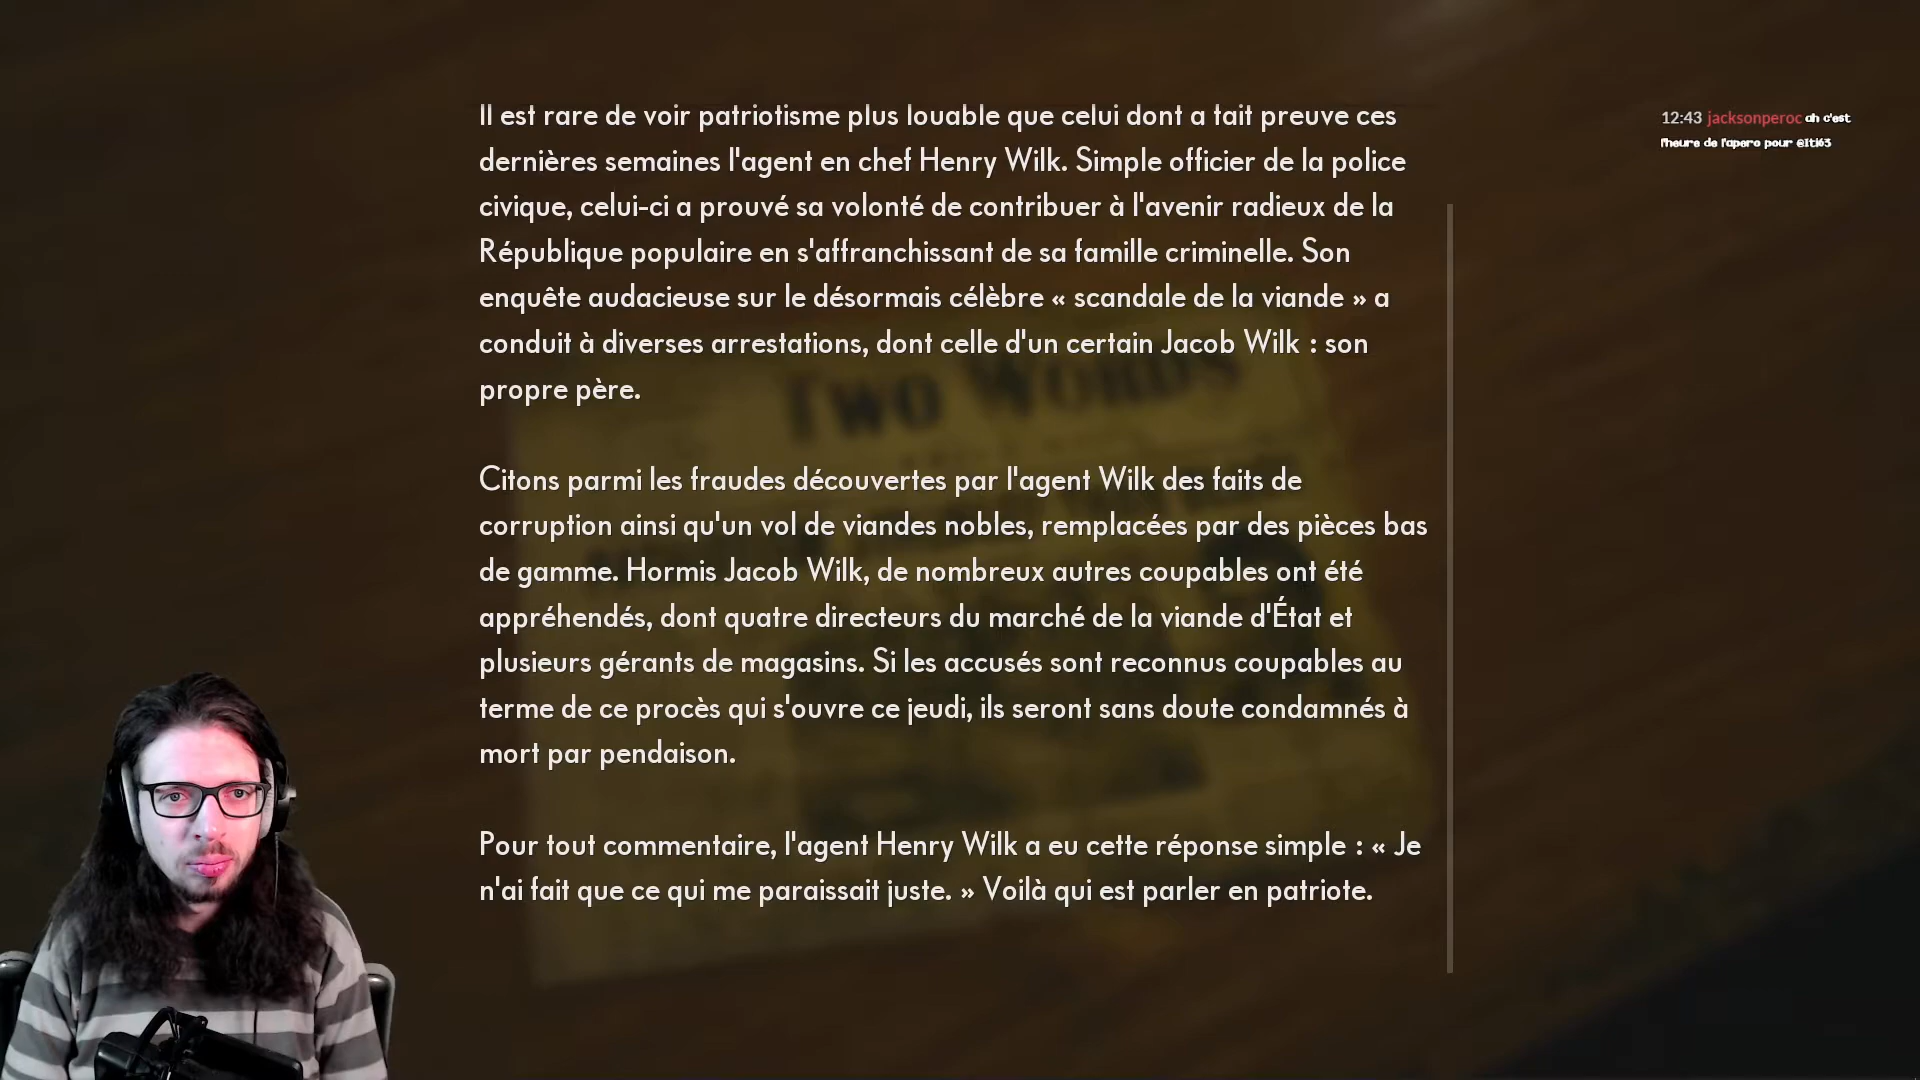 Il est rare de voir patriotisme plus louable que celui dont a fait preuve ces
dernières semaines l'agent en chef Henry Wilk. Simple officier de la police
civique, celui-ci a prouvé sa volonté de contribuer à l'avenir radieux de la
République populaire en s'affranchissant de sa famille criminelle. Son
enquête audacieuse sur le désormais célèbre « scandale de la viande » a
conduit à diverses arrestations, dont celle d'un certain Jacob Wilk : son
propre père.
Citons parmi les fraudes découvertes par l'agent Wilk des faits de
corruption ainsi qu'un vol de viandes nobles, remplacées par des pièces bas
de gamme. Hormis Jacob Wilk, de nombreux autres coupables ont été
appréhendés, dont quatre directeurs du marché de la viande d'État et
plusieurs gérants de magasins. Si les accusés sont reconnus coupables au
terme de ce procès qui s'ouvre ce jeudi, ils seront sans doute condamnés à
mort par pendaison.
Pour tout commentaire, l'agent Henry Wilk a eu cette réponse simple : « Je
n'ai fait que ce qui me paraissait juste. » Voilà qui est parler en patriote.
TWO WORDS
12:43 jacksonperoc ah c'est
l'heure de l'apero pour @lti63